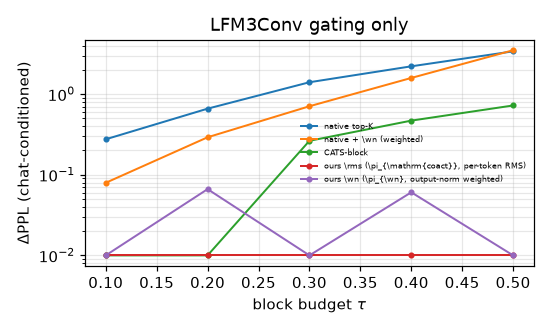 LFM3Conv gating only
ΔPPL (chat-conditioned)
10⁰
10⁻¹
10⁻²
native top-K
native + \wn (weighted)
CATS-block
ours \rms (\pi_{\mathrm{coact}}, per-token RMS)
ours \wn (\pi_{\wn}, output-norm weighted)
0.10 0.15 0.20 0.25 0.30 0.35 0.40 0.45 0.50
block budget τ